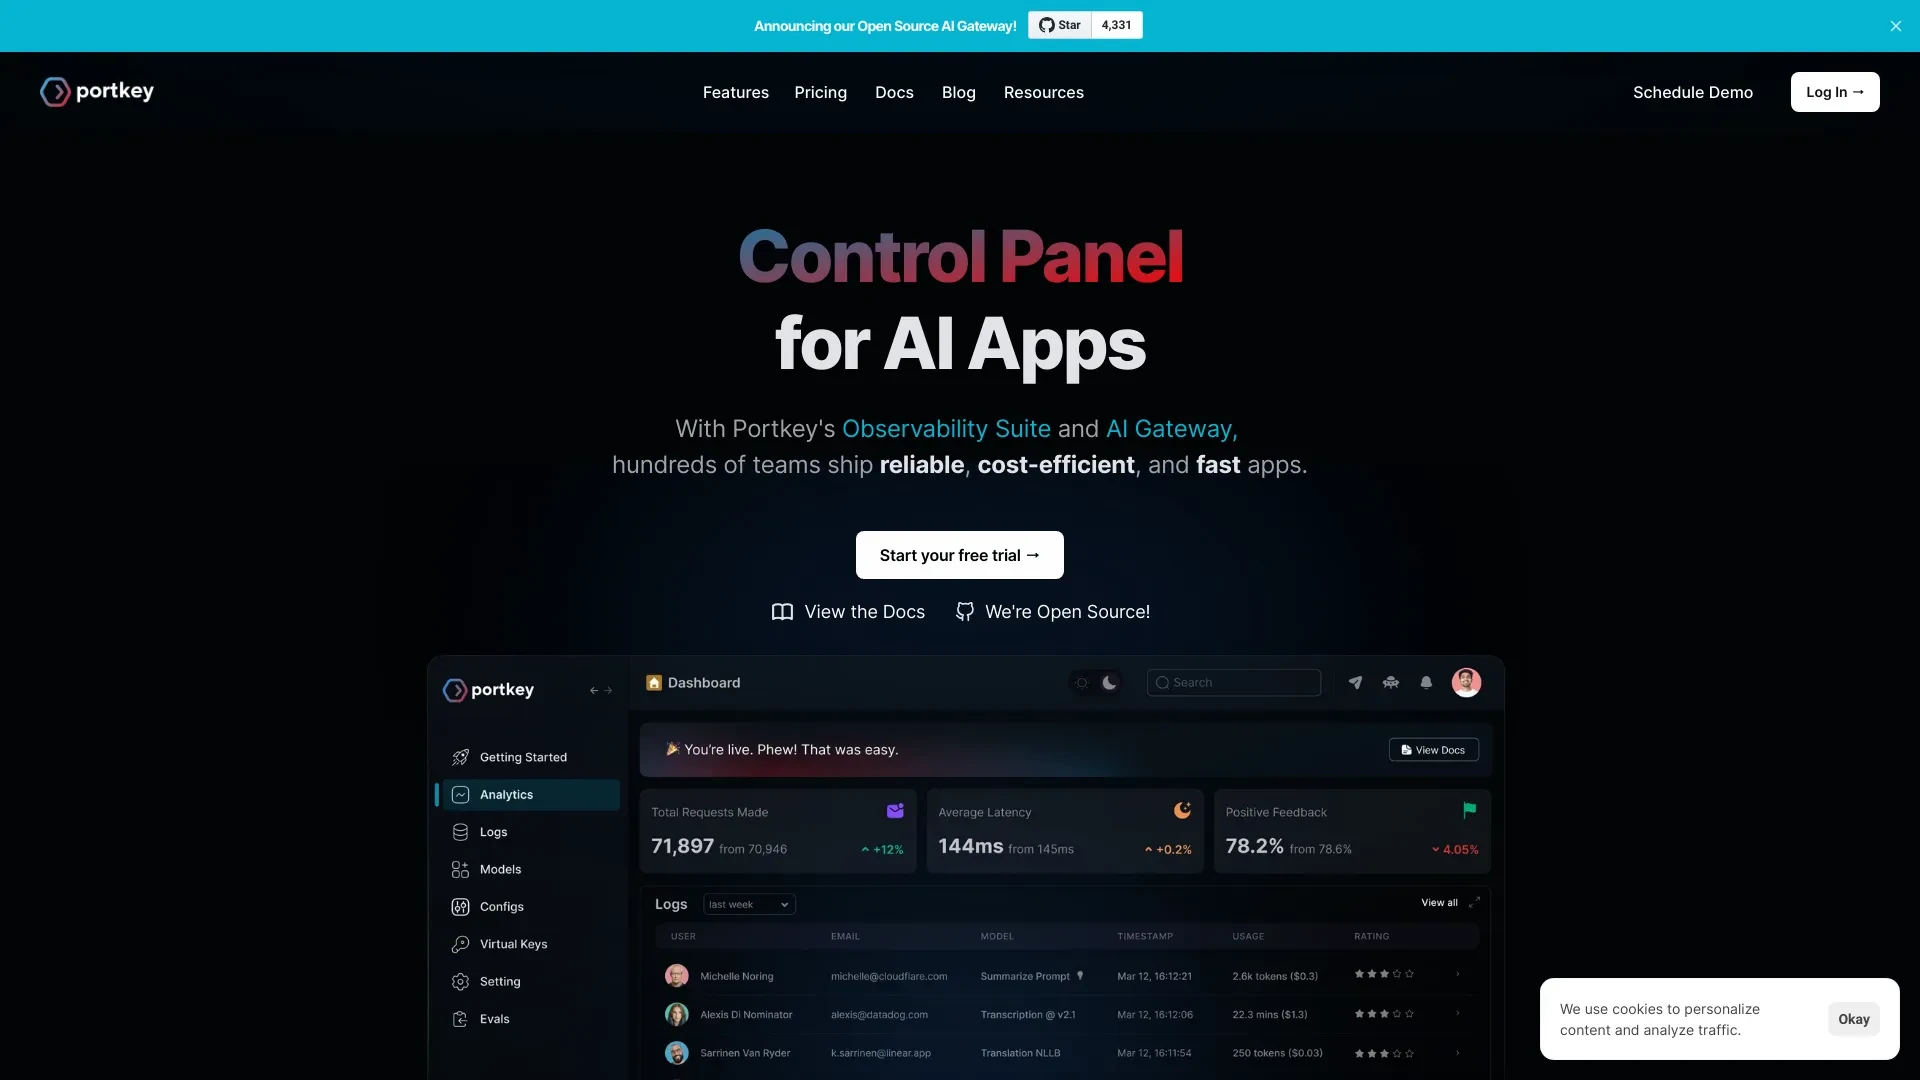 Announcing our Open Source AI Gateway!
Star
4,331
portkey
Features
Pricing
Docs
Blog
Resources
Schedule Demo
Log In →
Control Panel
for AI Apps
With Portkey's Observability Suite and AI Gateway,
hundreds of teams ship reliable, cost-efficient, and fast apps.
Start your free trial →
View the Docs
We're Open Source!
portkey
Dashboard
Search
Getting Started
Analytics
Logs
Models
Configs
Virtual Keys
Setting
Evals
You're live. Phew! That was easy.
View Docs
Total Requests Made
71,897 from 70,946
+12%
Average Latency
144ms from 145ms
+0.2%
Positive Feedback
78.2% from 78.6%
4.05%
Logs
last week
View all
USER EMAIL MODEL TIMESTAMP USAGE RATING
Michelle Noring michelle@cloudflare.com Summarize Prompt Mar 12, 16:12:21 2.6k tokens ($0.3)
Alexis Di Nominator alexis@datadog.com Transcription @ v2.1 Mar 12, 16:12:06 22.3 mins ($1.3)
Sarrinen Van Ryder k.sarrinen@linear.app Translation NLLB Mar 12, 16:11:54 250 tokens ($0.03)
We use cookies to personalize
content and analyze traffic.
Okay